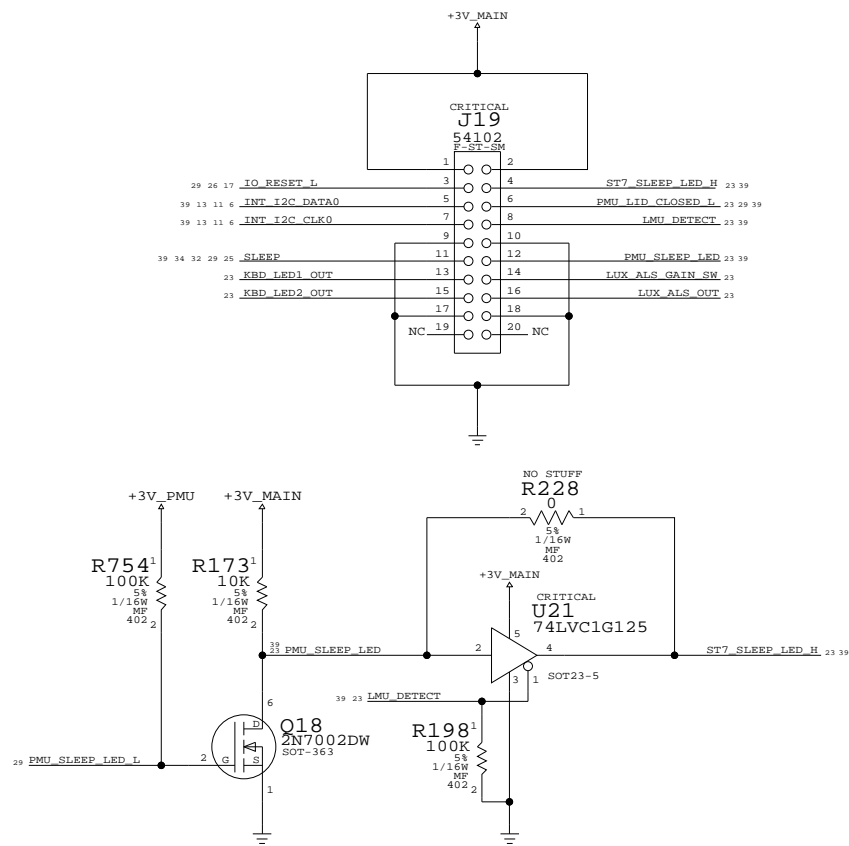 +3V_MAIN
CRITICAL
J19
54102
F-ST-SM
1 2
29 26 17 IO_RESET_L 3 4 ST7_SLEEP_LED_H 23 39
39 13 11 6 INT_I2C_DATA0 5 6 PMU_LID_CLOSED_L 23 29 39
39 13 11 6 INT_I2C_CLK0 7 8 LMU_DETECT 23 39
9 10
39 34 32 29 25 SLEEP 11 12 PMU_SLEEP_LED 23 39
23 KBD_LED1_OUT 13 14 LUX_ALS_GAIN_SW 23
23 KBD_LED2_OUT 15 16 LUX_ALS_OUT 23
17 18
NC 19 20 NC
NO STUFF
R228
0
2 1
5%
1/16W
MF
402
+3V_PMU
+3V_MAIN
R754 1
100K
5%
1/16W
MF
402 2
R173 1
10K
5%
1/16W
MF
402 2
+3V_MAIN
CRITICAL
U21
74LVC1G125
5
39
23 PMU_SLEEP_LED 2 4 ST7_SLEEP_LED_H 23 39
3 1 SOT23-5
39 23 LMU_DETECT
R198 1
100K
5%
1/16W
MF
402 2
6
D
Q18
2N7002DW
SOT-363
29 PMU_SLEEP_LED_L 2 G S
1